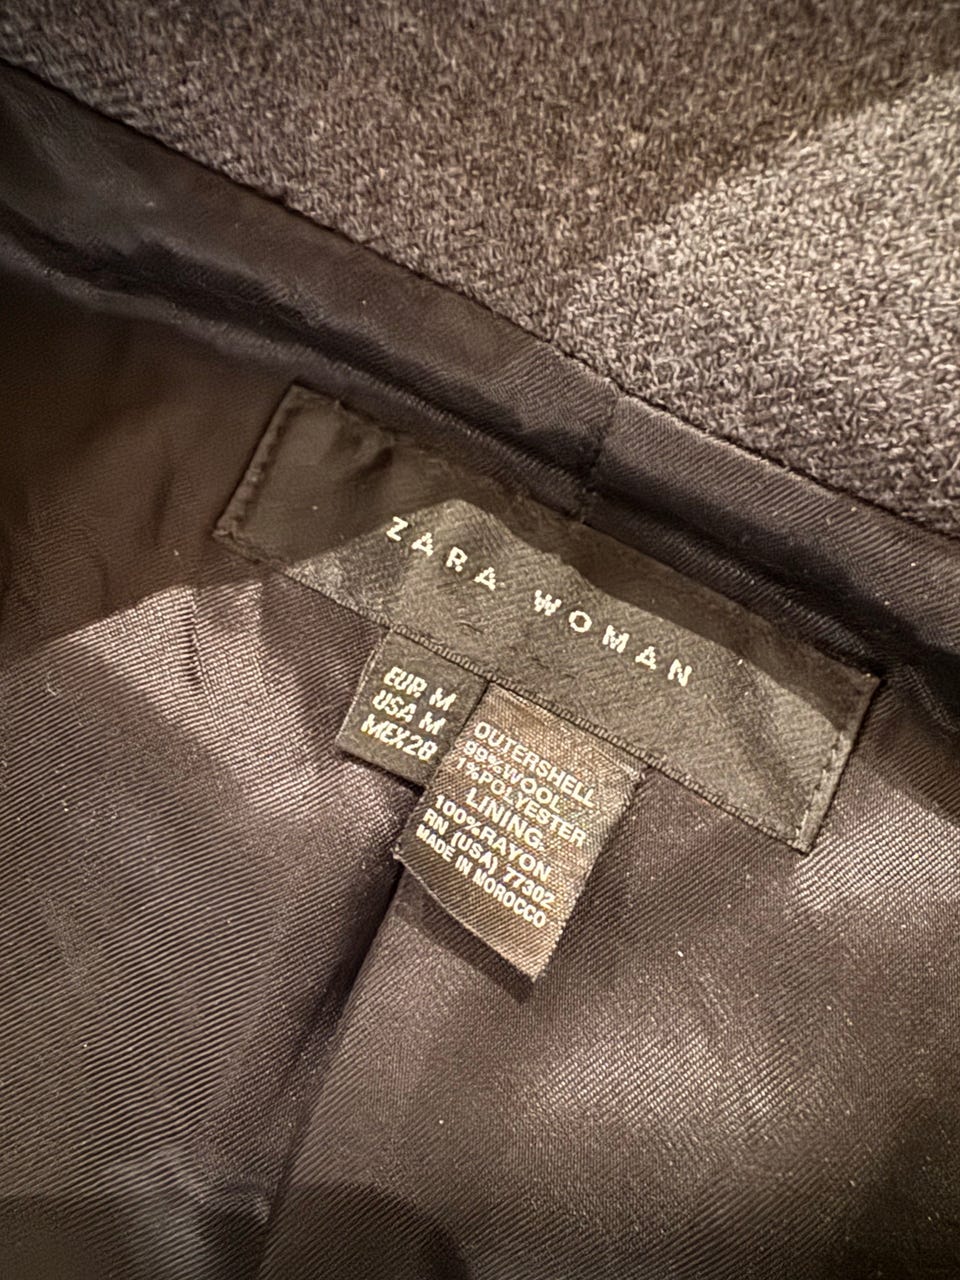 ZARA WOMAN
EUR M
USA M
MEX 28
OUTERSHELL
99%WOOL
1%POLYESTER
LINING:
100%RAYON
RN (USA) 77302
MADE IN MOROCCO